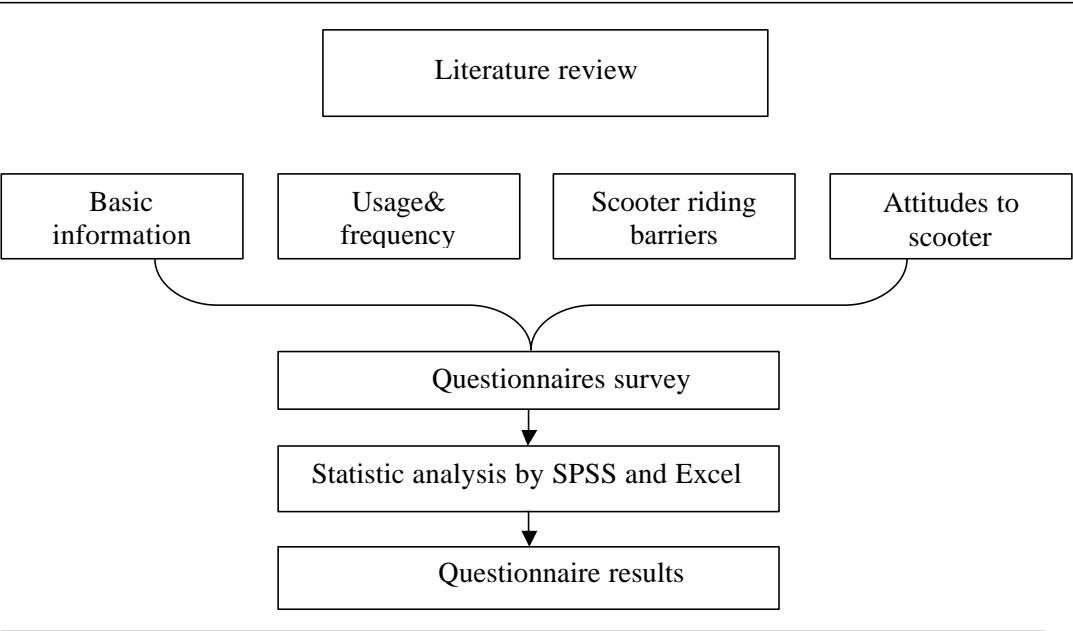 Literature review
Basic
information
Usage&
frequency
Scooter riding
barriers
Attitudes to
scooter
Questionnaires survey
Statistic analysis by SPSS and Excel
Questionnaire results